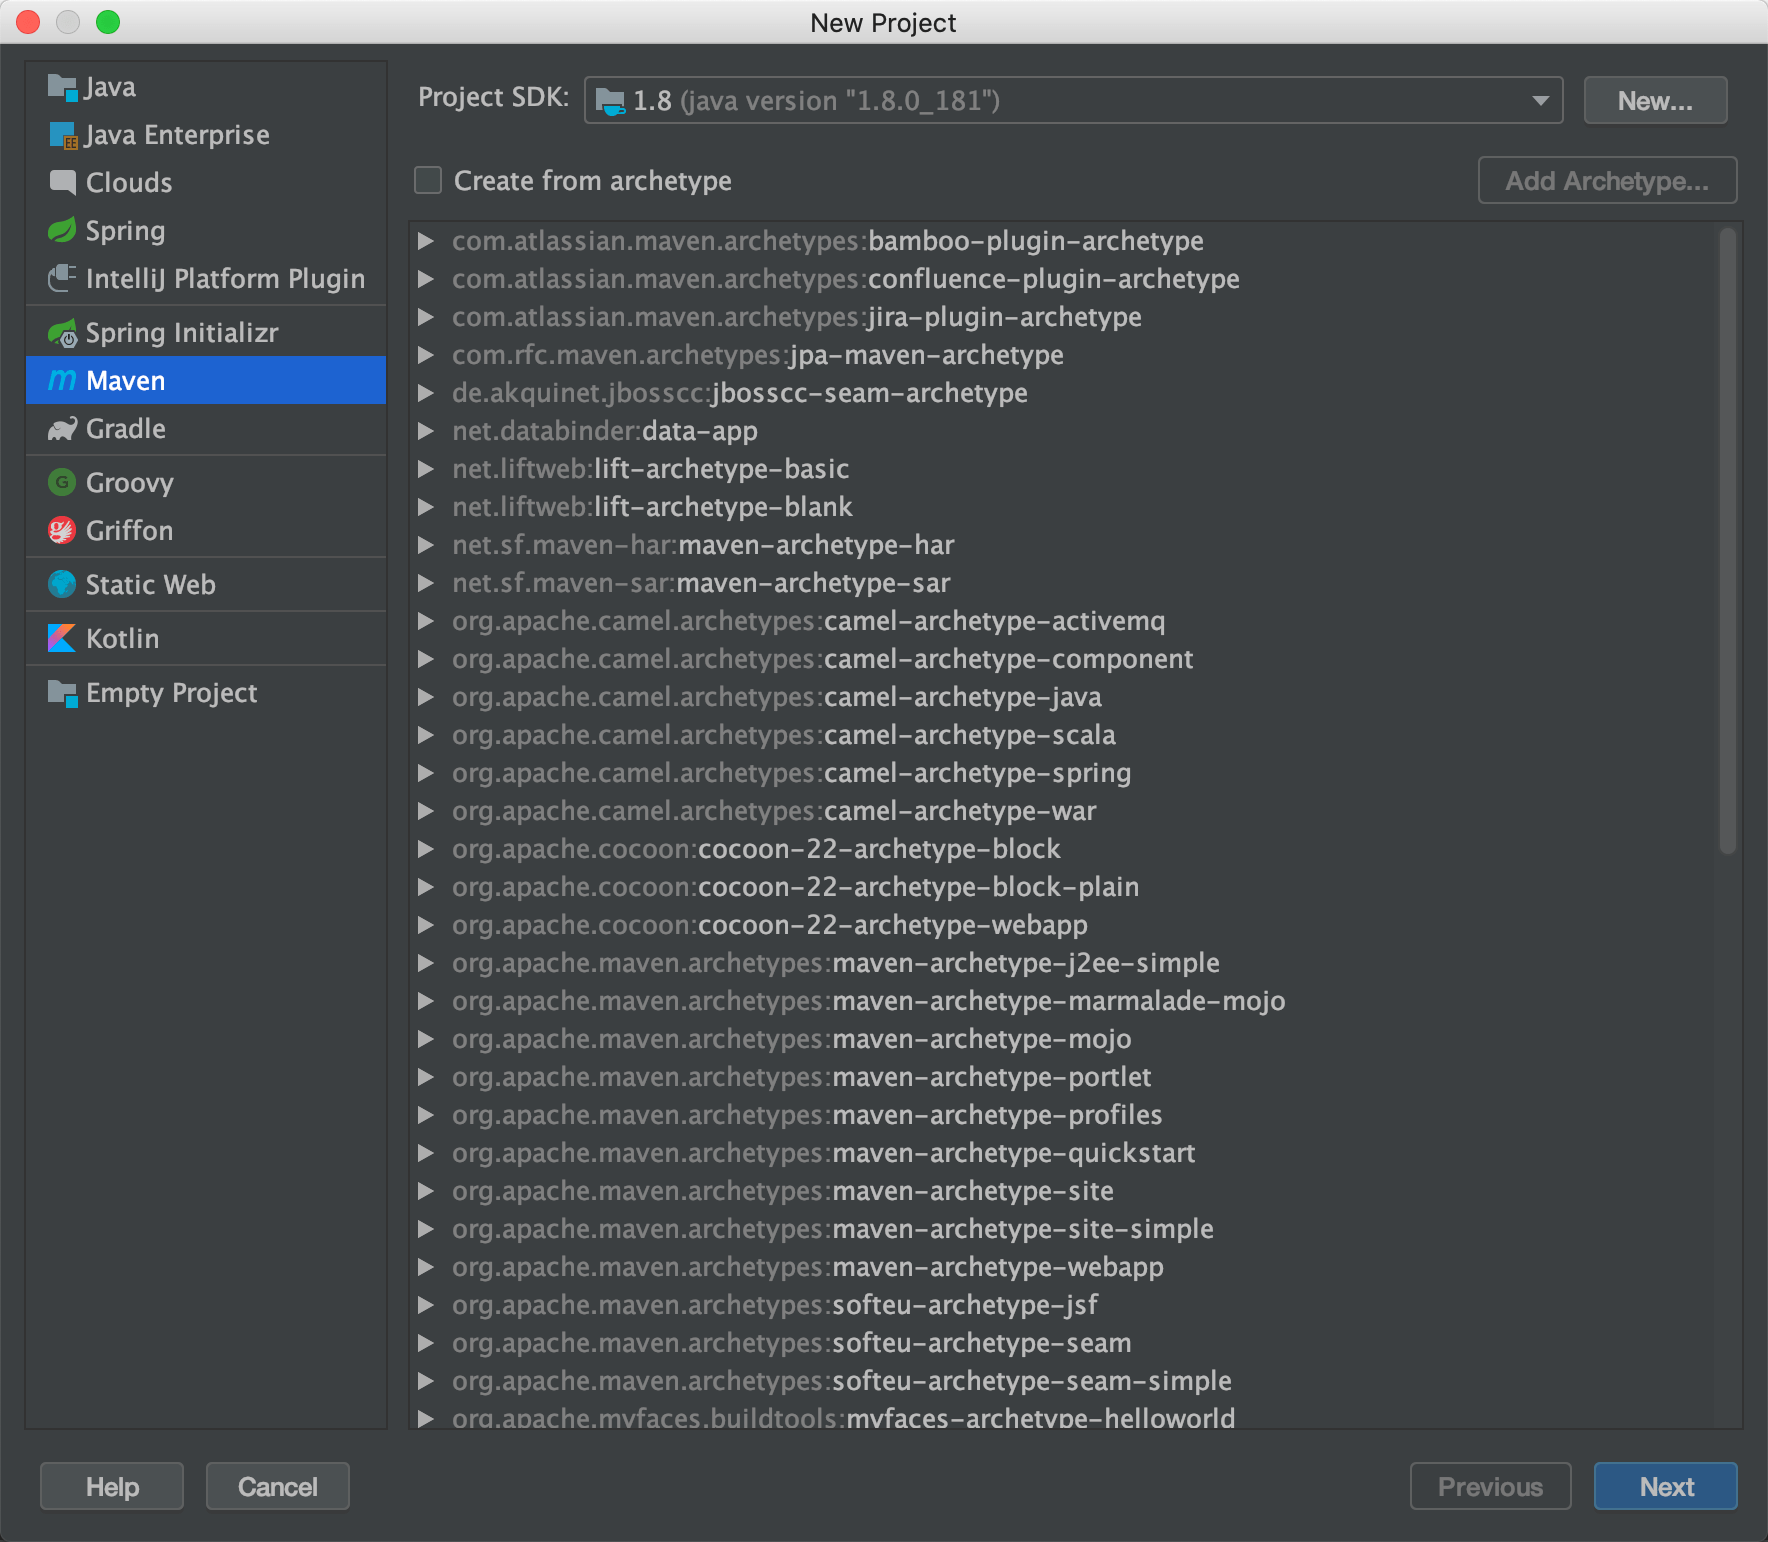 New Project
Java
Java Enterprise
Clouds
Spring
IntelliJ Platform Plugin
Spring Initializr
Maven
Gradle
Groovy
Griffon
Static Web
Kotlin
Empty Project
Project SDK: 1.8 (java version "1.8.0_181") New...
Create from archetype Add Archetype...
com.atlassian.maven.archetypes:bamboo-plugin-archetype
com.atlassian.maven.archetypes:confluence-plugin-archetype
com.atlassian.maven.archetypes:jira-plugin-archetype
com.rfc.maven.archetypes:jpa-maven-archetype
de.akquinet.jbosscc:jbosscc-seam-archetype
net.databinder:data-app
net.liftweb:lift-archetype-basic
net.liftweb:lift-archetype-blank
net.sf.maven-har:maven-archetype-har
net.sf.maven-sar:maven-archetype-sar
org.apache.camel.archetypes:camel-archetype-activemq
org.apache.camel.archetypes:camel-archetype-component
org.apache.camel.archetypes:camel-archetype-java
org.apache.camel.archetypes:camel-archetype-scala
org.apache.camel.archetypes:camel-archetype-spring
org.apache.camel.archetypes:camel-archetype-war
org.apache.cocoon:cocoon-22-archetype-block
org.apache.cocoon:cocoon-22-archetype-block-plain
org.apache.cocoon:cocoon-22-archetype-webapp
org.apache.maven.archetypes:maven-archetype-j2ee-simple
org.apache.maven.archetypes:maven-archetype-marmalade-mojo
org.apache.maven.archetypes:maven-archetype-mojo
org.apache.maven.archetypes:maven-archetype-portlet
org.apache.maven.archetypes:maven-archetype-profiles
org.apache.maven.archetypes:maven-archetype-quickstart
org.apache.maven.archetypes:maven-archetype-site
org.apache.maven.archetypes:maven-archetype-site-simple
org.apache.maven.archetypes:maven-archetype-webapp
org.apache.maven.archetypes:softeu-archetype-jsf
org.apache.maven.archetypes:softeu-archetype-seam
org.apache.maven.archetypes:softeu-archetype-seam-simple
org.apache.myfaces.buildtools:myfaces-archetype-helloworld
Help Cancel Previous Next